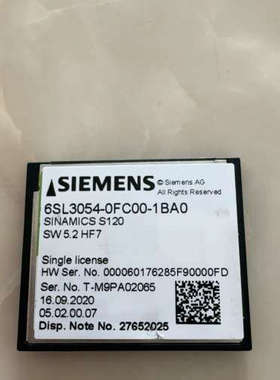 © Siemens AG
All Rights Reserved
SIEMENS
6SL3054-0FC00-1BA0
SINAMICS S120
SW 5.2 HF7
Single license
HW Ser. No. 000060176285F90000FD
Ser. No. T-M9PA02065
16.09.2020
05.02.00.07
Disp. Note No. 27652025